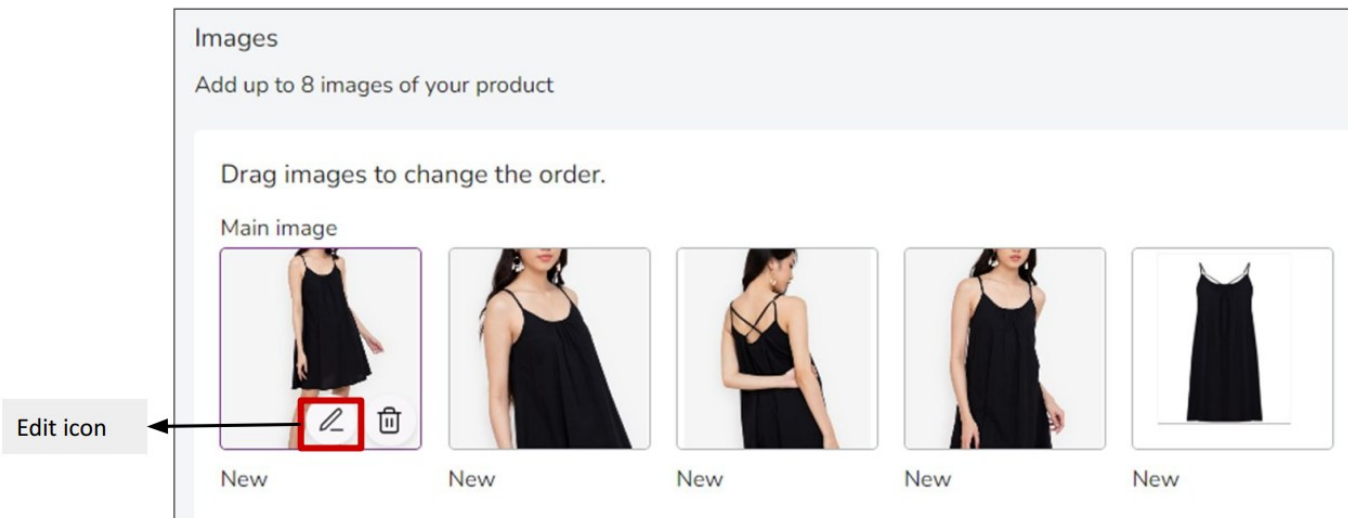 Images
Add up to 8 images of your product
Drag images to change the order.
Main image
Edit icon
New
New
New
New
New